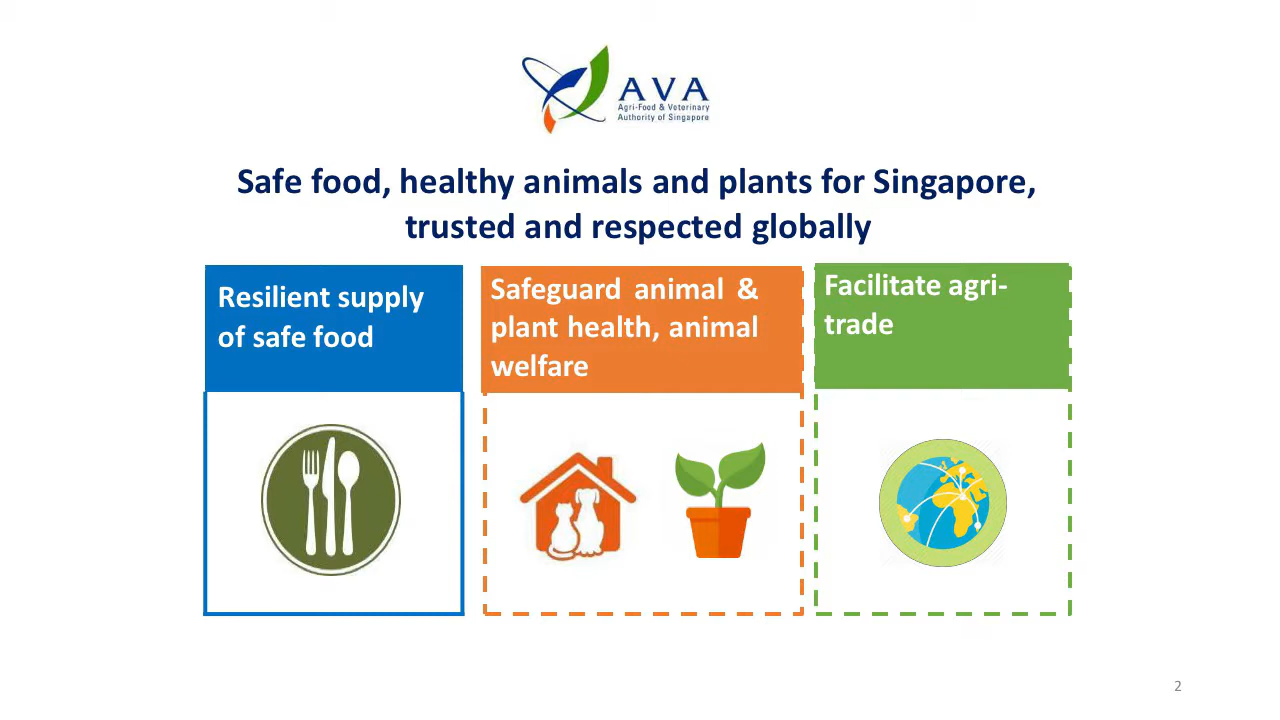 AVA
Agri-Food & Veterinary
Authority of Singapore
Safe food, healthy animals and plants for Singapore,
trusted and respected globally
Resilient supply
of safe food
Safeguard animal &
plant health, animal
welfare
Facilitate agri-
trade
2